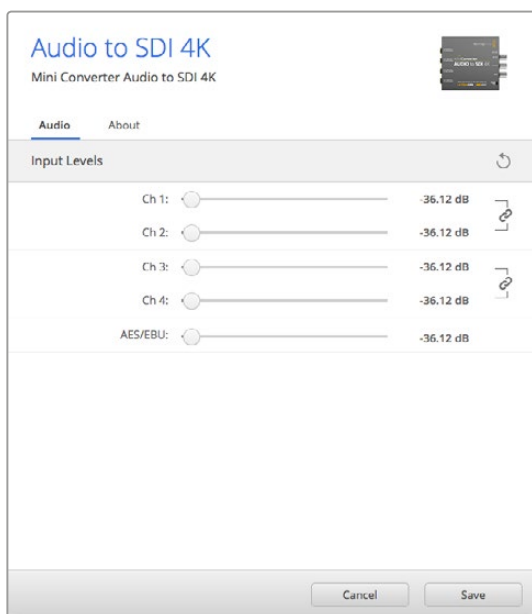 Audio to SDI 4K
Mini Converter Audio to SDI 4K
Audio About
Input Levels
Ch 1: -36.12 dB
Ch 2: -36.12 dB
Ch 3: -36.12 dB
Ch 4: -36.12 dB
AES/EBU: -36.12 dB
Cancel Save